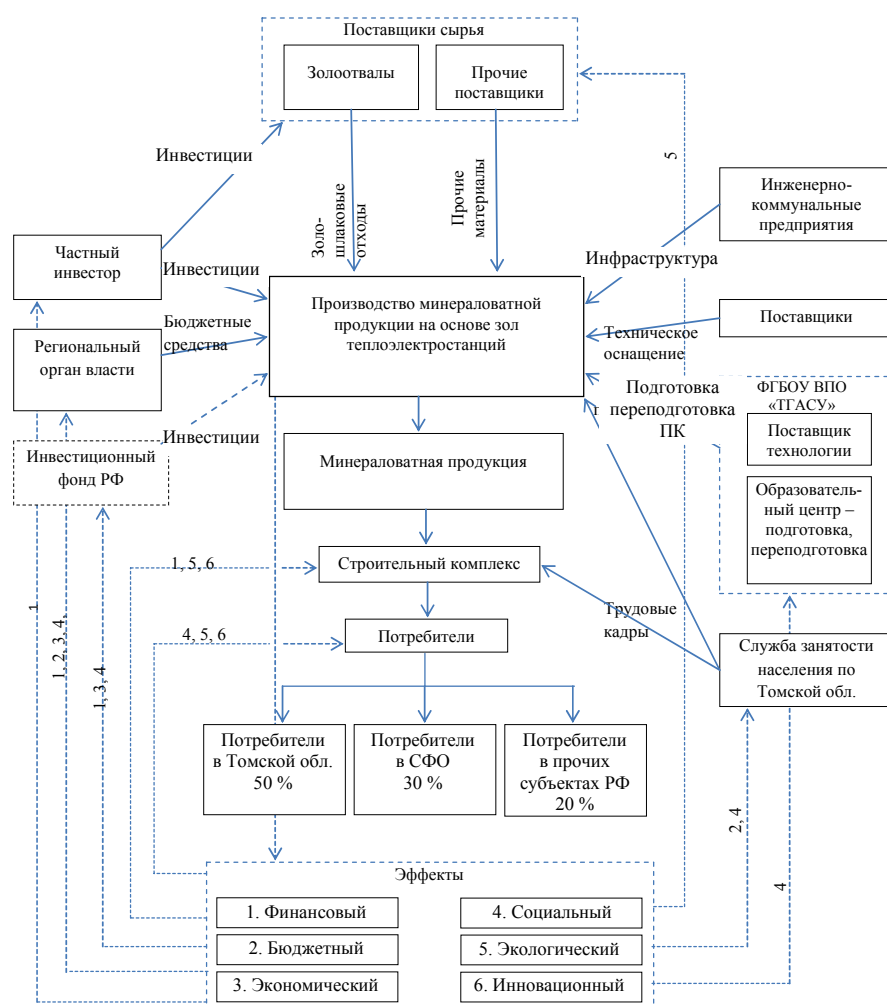 Поставщики сырья
Золоотвалы
Прочие
поставщики
Инвестиции
5
Золо-
шлаковые
отходы
Прочие
материалы
Инженерно-
коммунальные
предприятия
Частный
инвестор
Инвестиции
Инфраструктура
Производство минераловатной
продукции на основе зол
теплоэлектростанций
Бюджетные
средства
Региональный
орган власти
Поставщики
Техническое
оснащение
Подготовка
переподготовка
ПК
ФГБОУ ВПО
«ТГАСУ»
Поставщик
технологии
Образователь-
ный центр –
подготовка,
переподготовка
Инвестиции
Инвестиционный
фонд РФ
Минераловатная продукция
1, 5, 6
Строительный комплекс
1
1, 2, 3, 4,
1, 3, 4
4, 5, 6
Потребители
Трудовые
кадры
Служба занятости
населения по
Томской обл.
Потребители
в Томской обл.
50 %
Потребители
в СФО
30 %
Потребители
в прочих
субъектах РФ
20 %
2, 4
4
Эффекты
1. Финансовый
2. Бюджетный
3. Экономический
4. Социальный
5. Экологический
6. Инновационный